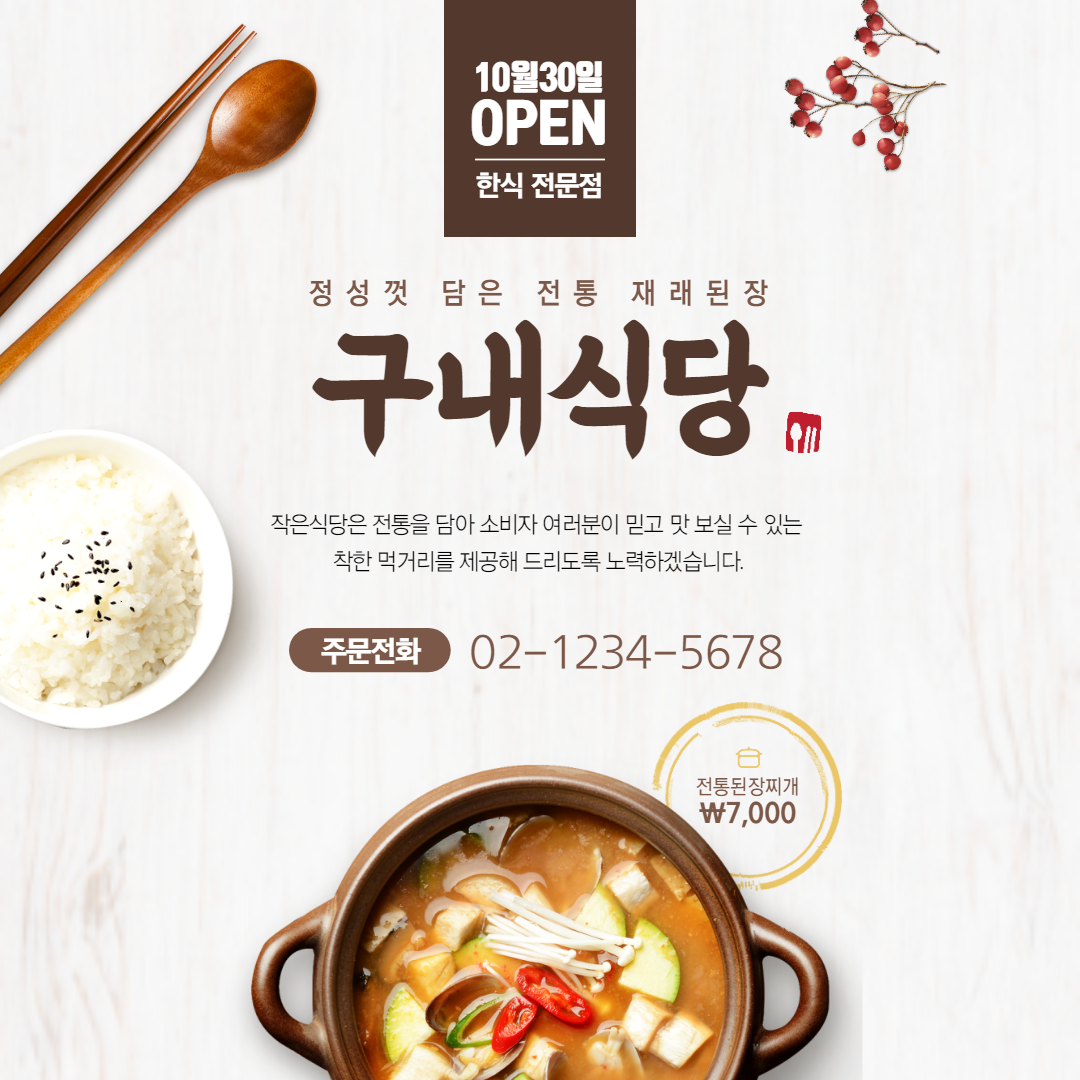 10월30일
OPEN
한식 전문점
정성껏 담은 전통 재래된장
구내식당
작은식당은 전통을 담아 소비자 여러분이 믿고 맛 보실 수 있는
착한 먹거리를 제공해 드리도록 노력하겠습니다.
주문전화 02-1234-5678
전통된장찌개
₩7,000